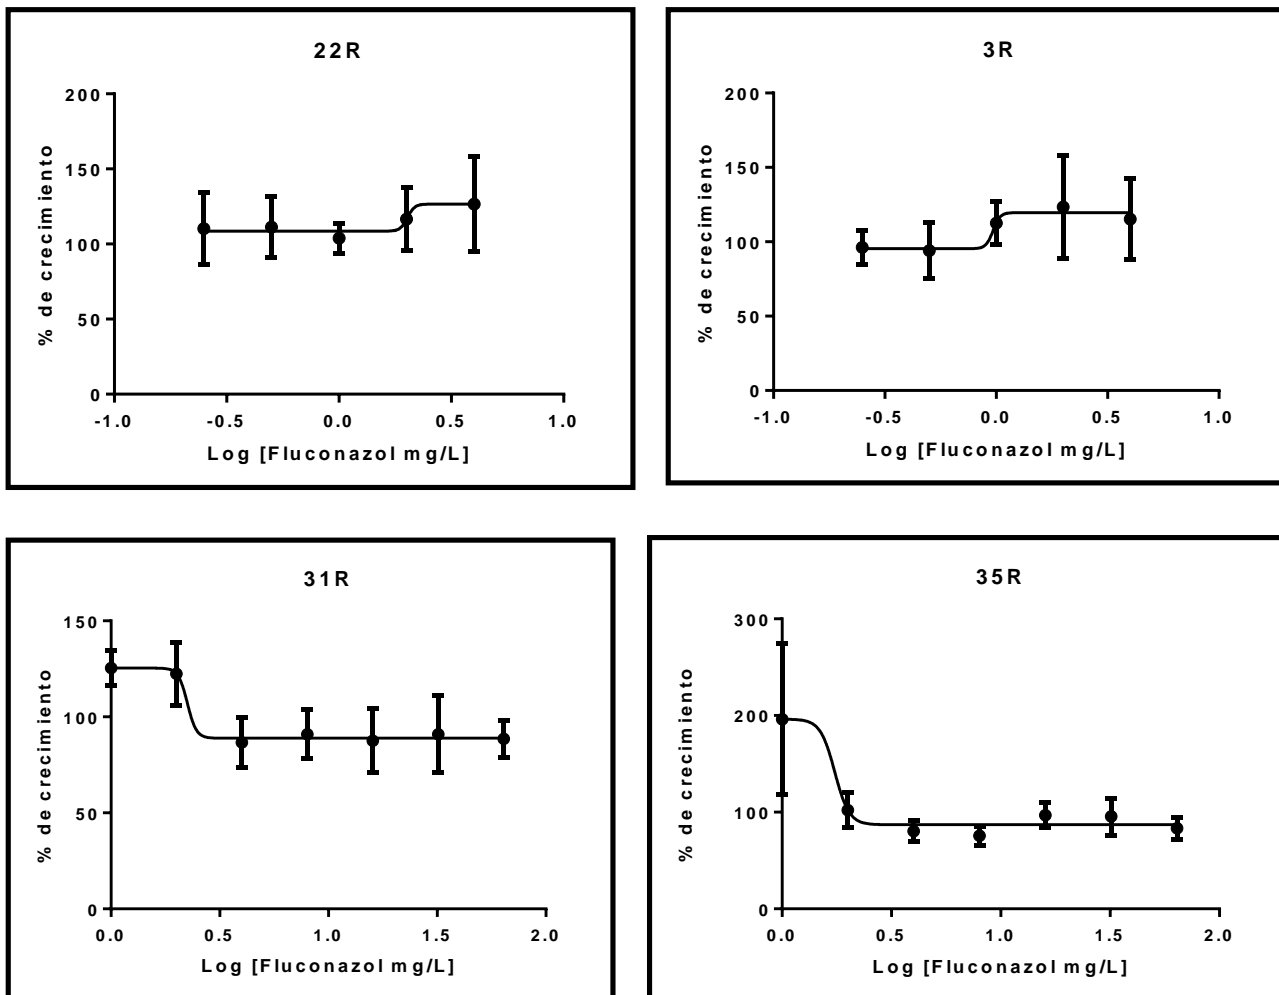 22R
200
150
100
50
0
% de crecimiento
-1.0 -0.5 0.0 0.5 1.0
Log [Fluconazol mg/L]
3R
200
150
100
50
0
% de crecimiento
-1.0 -0.5 0.0 0.5 1.0
Log [Fluconazol mg/L]
31R
150
100
50
0
% de crecimiento
0.0 0.5 1.0 1.5 2.0
Log [Fluconazol mg/L]
35R
300
200
100
0
% de crecimiento
0.0 0.5 1.0 1.5 2.0
Log [Fluconazol mg/L]